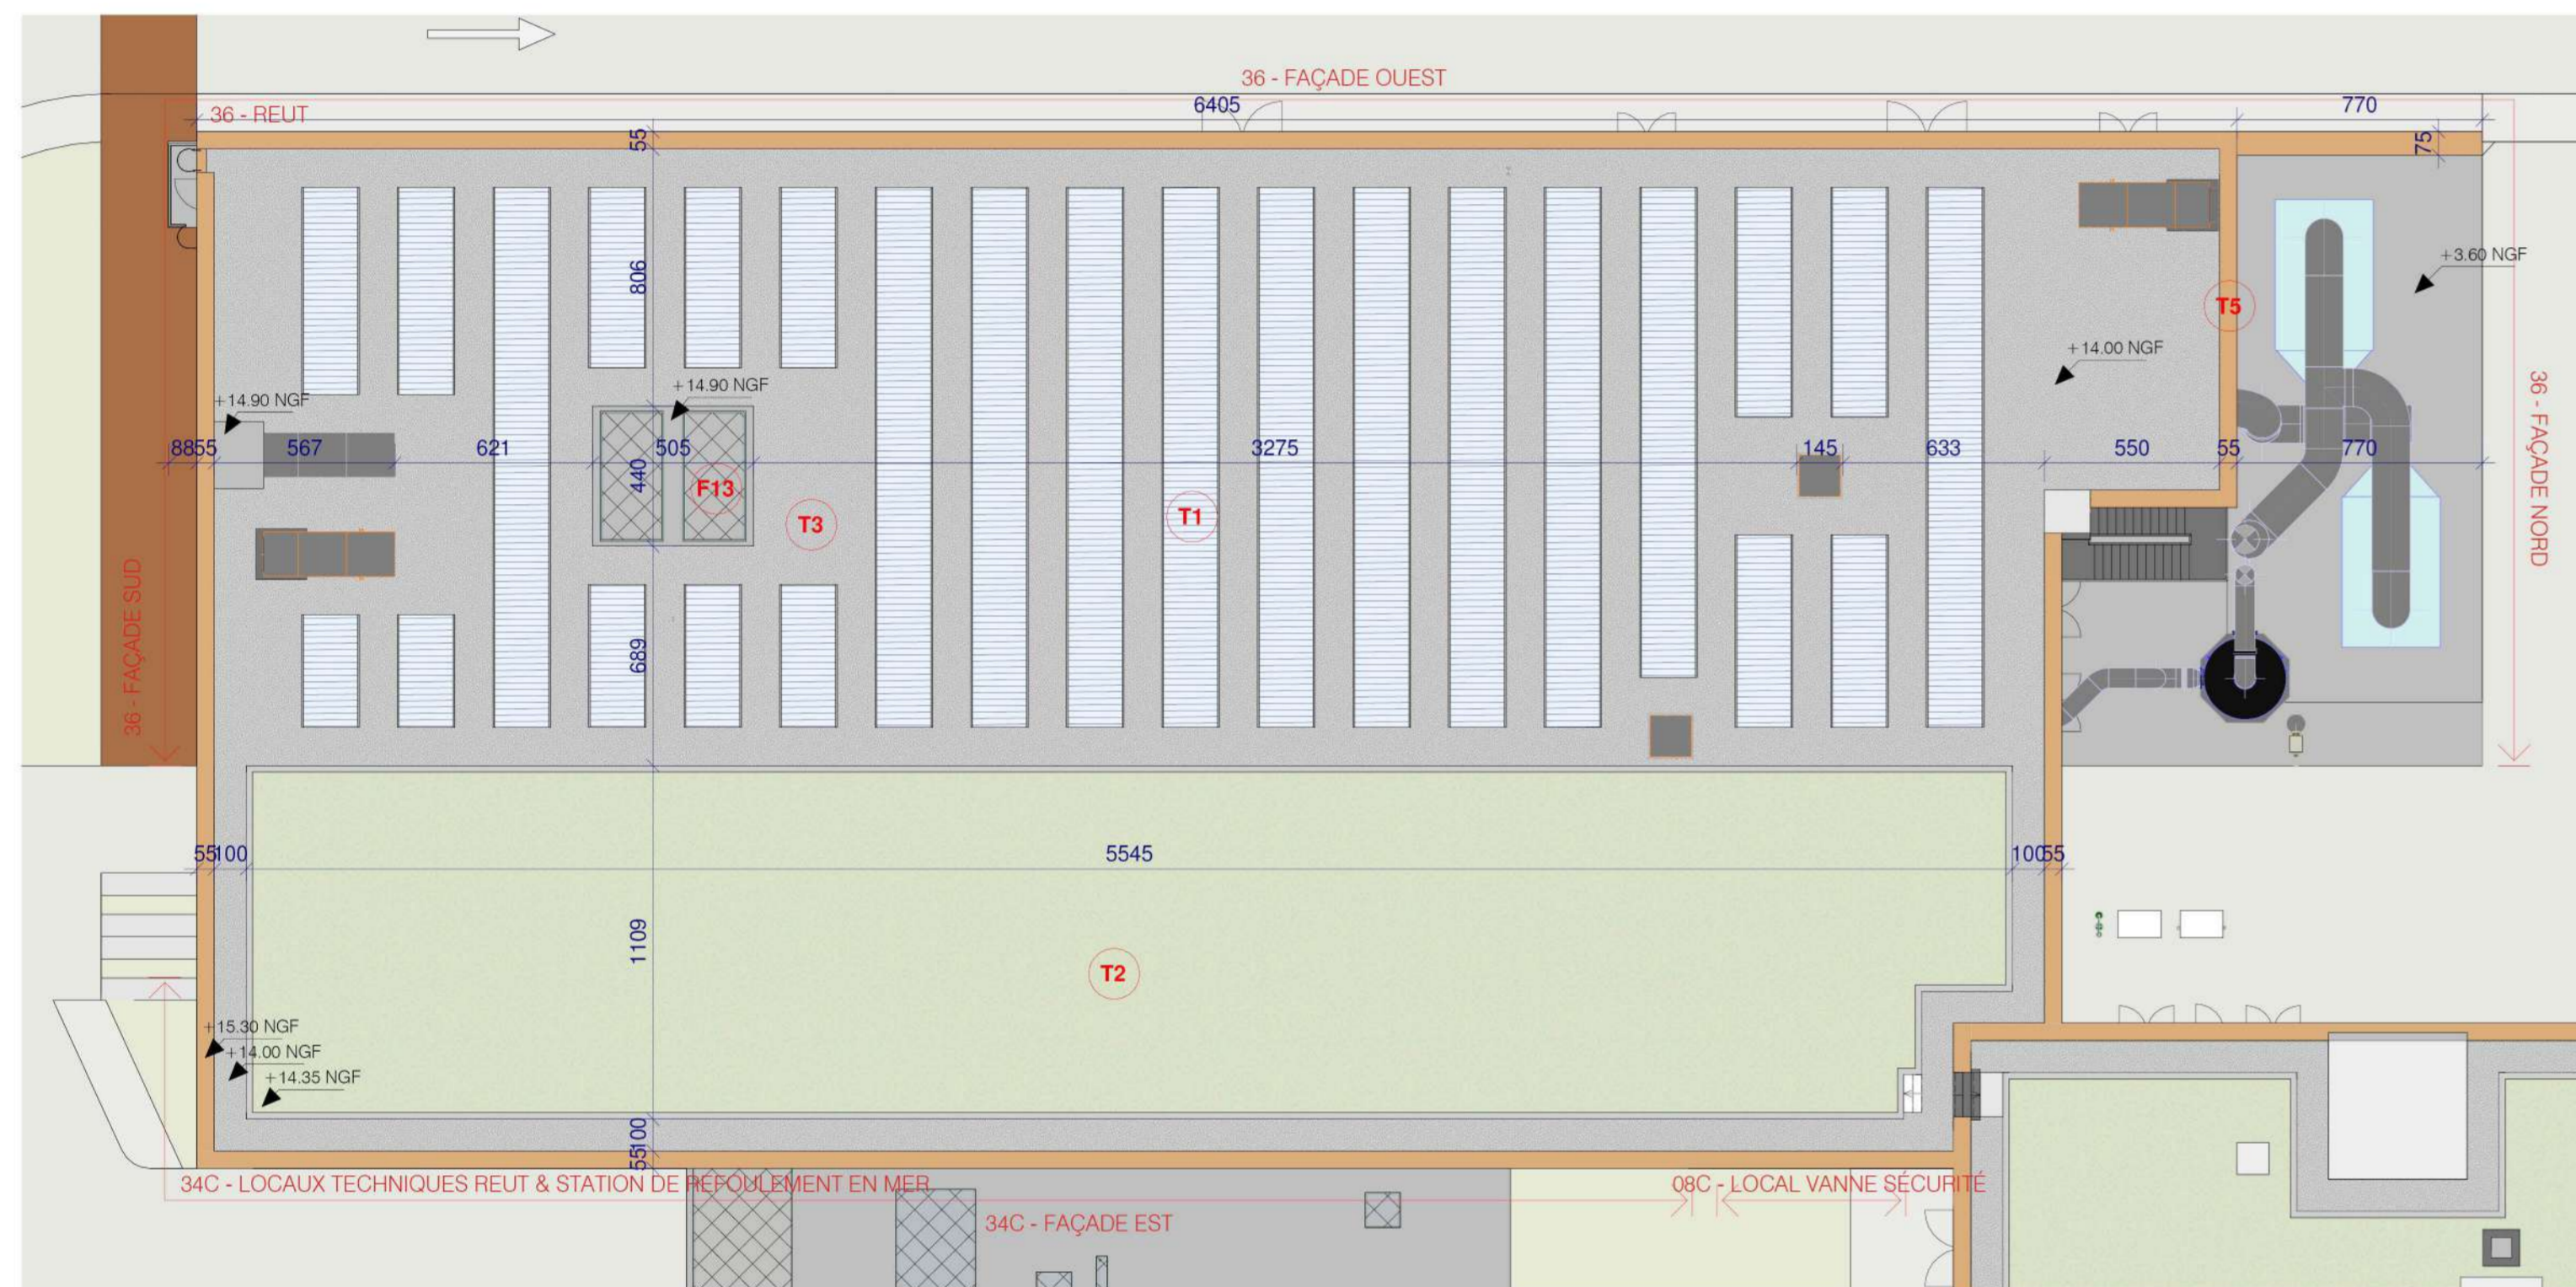 36 - FAÇADE OUEST
6405
770
36 - REUT
55
75
806
+3.60 NGF
T5
+14.00 NGF
+14.90 NGF
+14.90 NGF
8855
567
621
505
3275
145
633
550
55
770
440
F13
T3
T1
36 - FAÇADE NORD
36 - FAÇADE SUD
689
55100
5545
10055
1109
T2
+15.30 NGF
+14.00 NGF
+14.35 NGF
55100
34C - LOCAUX TECHNIQUES REUT & STATION DE REFOULEMENT EN MER
08C - LOCAL VANNE SÉCURITÉ
34C - FAÇADE EST